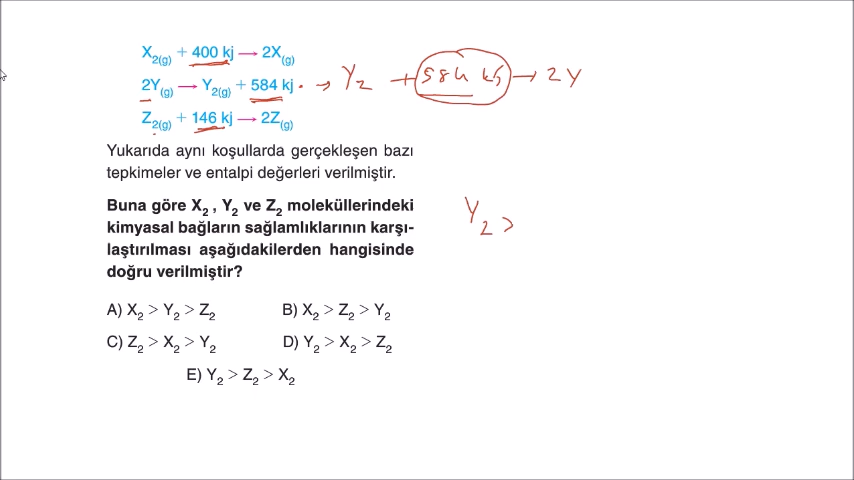 X₂(g) + 400 kj → 2X(g)
2Y(g) → Y₂(g) + 584 kj . → Y₂ + 584 kj → 2Y
Z₂(g) + 146 kj → 2Z(g)
Yukarıda aynı koşullarda gerçekleşen bazı
tepkimeler ve entalpi değerleri verilmiştir.
Buna göre X₂ , Y₂ ve Z₂ moleküllerindeki
kimyasal bağların sağlamlıklarının karşı-
laştırılması aşağıdakilerden hangisinde
doğru verilmiştir?
Y₂ >
A) X₂ > Y₂ > Z₂ B) X₂ > Z₂ > Y₂
C) Z₂ > X₂ > Y₂ D) Y₂ > X₂ > Z₂
E) Y₂ > Z₂ > X₂